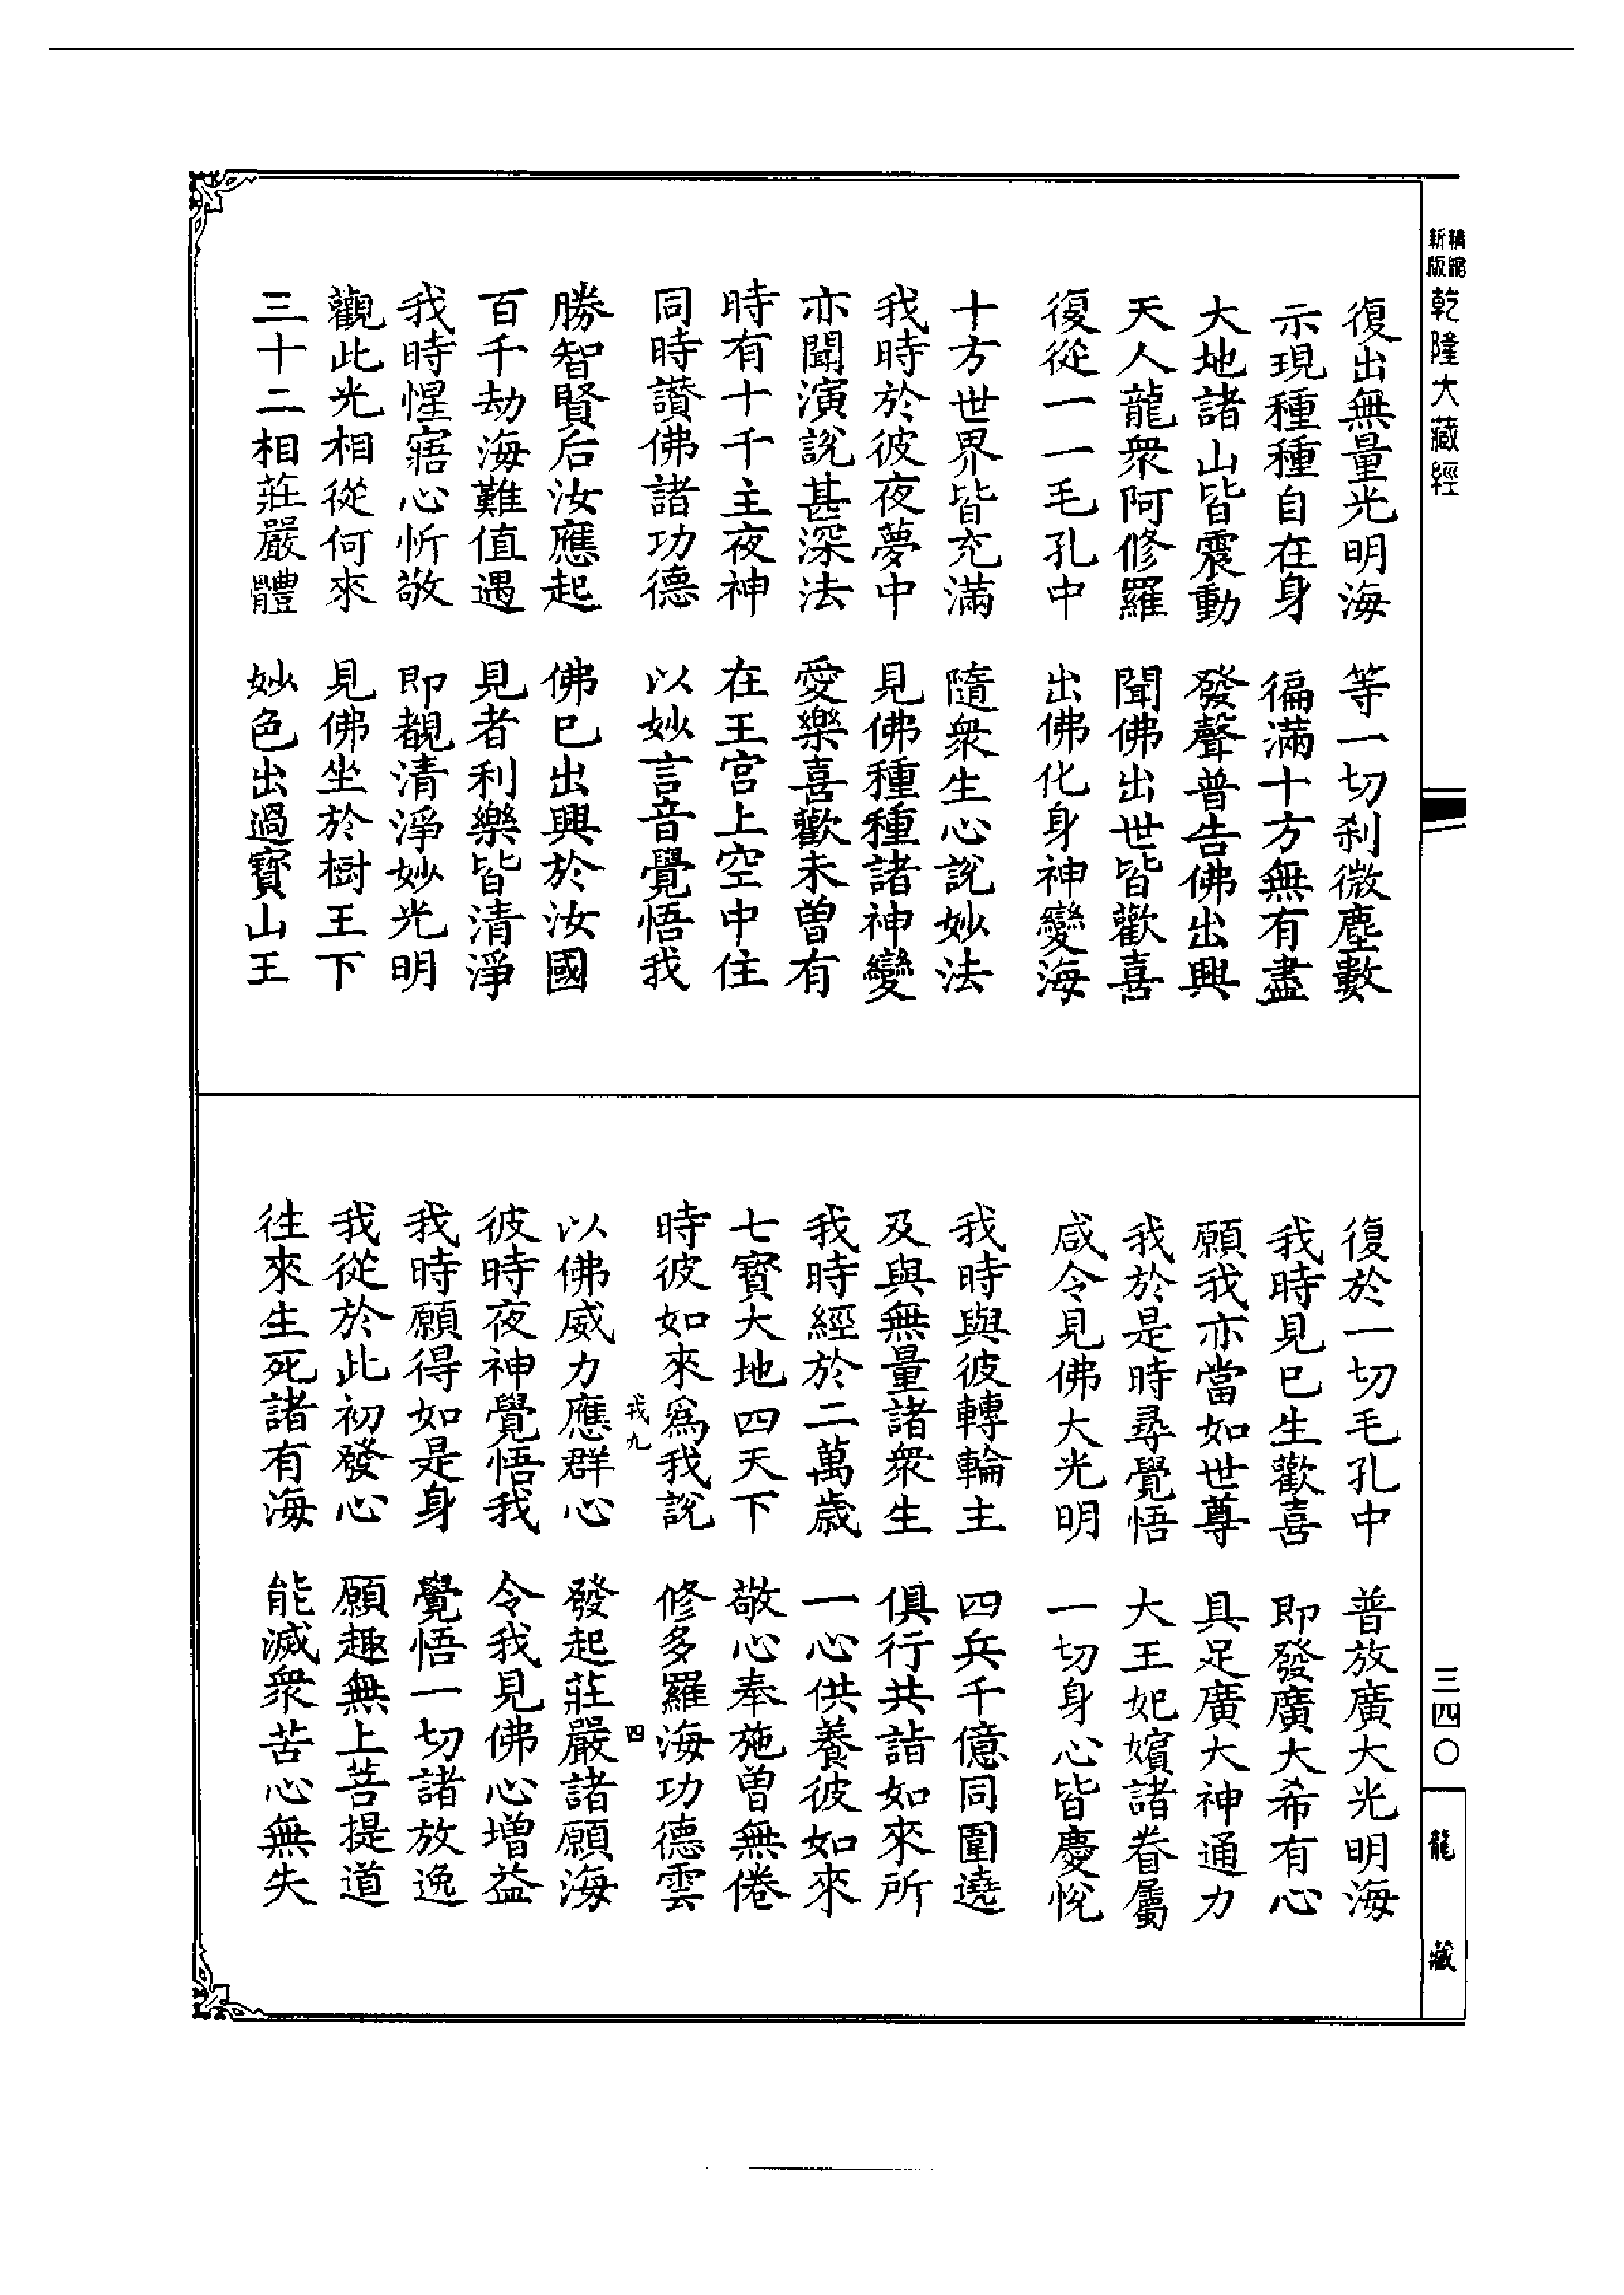 精縮新版乾隆大藏經
復出無量光明海　等一切刹微塵數
示現種種自在身　徧滿十方無有盡
大地諸山皆震動　發聲普告佛出興
天人龍衆阿修羅　聞佛出世皆歡喜
復從一一毛孔中　出佛化身神變海
十方世界皆充滿　隨衆生心說妙法
我時於彼夜夢中　見佛種種諸神變
亦聞演說甚深法　愛樂喜歡未曾有
時有十千主夜神　在王宮上空中住
同時讚佛諸功德　以妙言音覺悟我
勝智賢后汝應起　佛已出興於汝國
百千劫海難值遇　見者利樂皆清淨
我時惺寤心忻敬　即覩清淨妙光明
觀此光相從何來　見佛坐於樹王下
三十二相莊嚴體　妙色出過寶山王
復於一切毛孔中　普放廣大光明海
我時見已生歡喜　即發廣大希有心
願我亦當如世尊　具足廣大神通力
我於是時尋覺悟　大王妃嬪諸眷屬
咸令見佛大光明　一切身心皆慶悅
我時與彼轉輪主　四兵千億同圍遶
及與無量諸衆生　俱行共詣如來所
我時經於二萬歲　一心供養彼如來
七寶大地四天下　敬心奉施曾無倦
時彼如來爲我說　修多羅海功德雲
我九　四
以佛威力應群心　發起莊嚴諸願海
彼時夜神覺悟我　令我見佛心增益
我時願得如是身　覺悟一切諸放逸
我從於此初發心　願趣無上菩提道
往來生死諸有海　能滅衆苦心無失
三四〇
龍藏